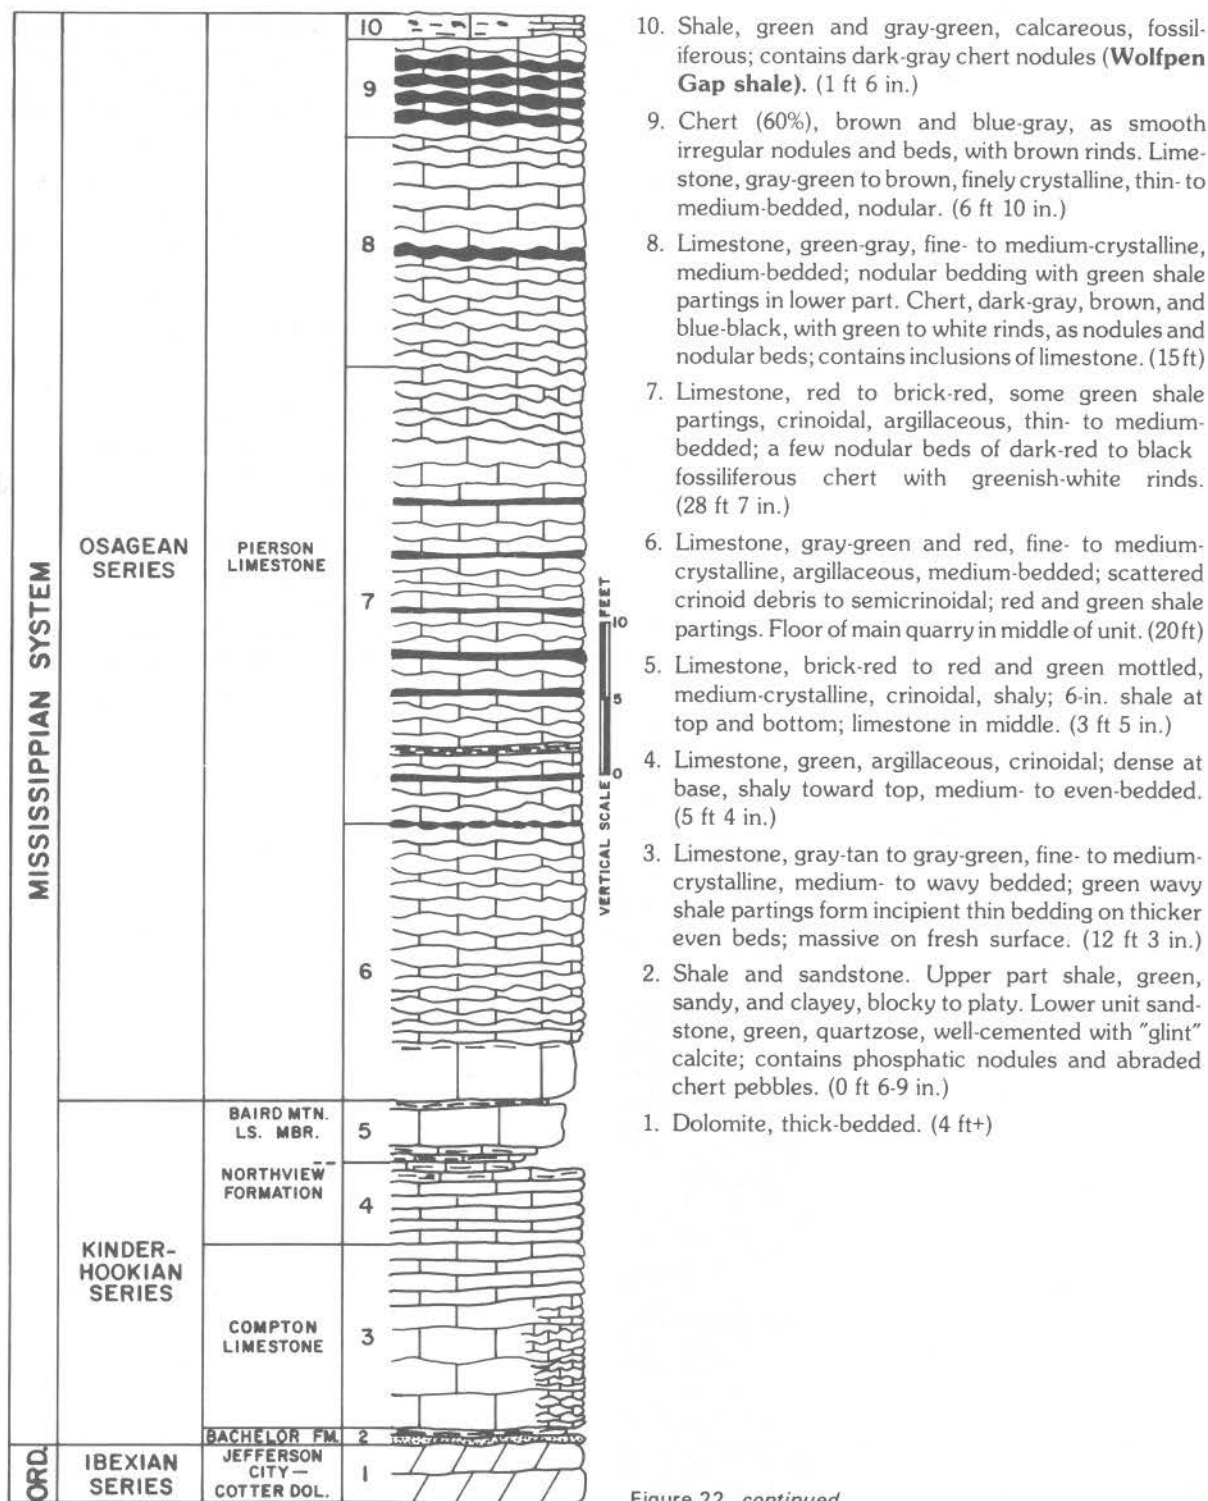 MISSISSIPPIAN SYSTEM
ORD.
OSAGEAN
SERIES
KINDER-
HOOKIAN
SERIES
IBEXIAN
SERIES
PIERSON
LIMESTONE
BAIRD MTN.
LS. MBR.
NORTHVIEW
FORMATION
COMPTON
LIMESTONE
BACHELOR FM.
JEFFERSON
CITY—
COTTER DOL.
10
9
8
7
6
5
4
3
2
1
VERTICAL SCALE FEET
10
5
0
10. Shale, green and gray-green, calcareous, fossil-
iferous; contains dark-gray chert nodules (Wolfpen
Gap shale). (1 ft 6 in.)
9. Chert (60%), brown and blue-gray, as smooth
irregular nodules and beds, with brown rinds. Lime-
stone, gray-green to brown, finely crystalline, thin- to
medium-bedded, nodular. (6 ft 10 in.)
8. Limestone, green-gray, fine- to medium-crystalline,
medium-bedded; nodular bedding with green shale
partings in lower part. Chert, dark-gray, brown, and
blue-black, with green to white rinds, as nodules and
nodular beds; contains inclusions of limestone. (15 ft)
7. Limestone, red to brick-red, some green shale
partings, crinoidal, argillaceous, thin- to medium-
bedded; a few nodular beds of dark-red to black
fossiliferous chert with greenish-white rinds.
(28 ft 7 in.)
6. Limestone, gray-green and red, fine- to medium-
crystalline, argillaceous, medium-bedded; scattered
crinoid debris to semicrinoidal; red and green shale
partings. Floor of main quarry in middle of unit. (20 ft)
5. Limestone, brick-red to red and green mottled,
medium-crystalline, crinoidal, shaly; 6-in. shale at
top and bottom; limestone in middle. (3 ft 5 in.)
4. Limestone, green, argillaceous, crinoidal; dense at
base, shaly toward top, medium- to even-bedded.
(5 ft 4 in.)
3. Limestone, gray-tan to gray-green, fine- to medium-
crystalline, medium- to wavy bedded; green wavy
shale partings form incipient thin bedding on thicker
even beds; massive on fresh surface. (12 ft 3 in.)
2. Shale and sandstone. Upper part shale, green,
sandy, and clayey, blocky to platy. Lower unit sand-
stone, green, quartzose, well-cemented with "glint"
calcite; contains phosphatic nodules and abraded
chert pebbles. (0 ft 6-9 in.)
1. Dolomite, thick-bedded. (4 ft+)
Figure 22. continued